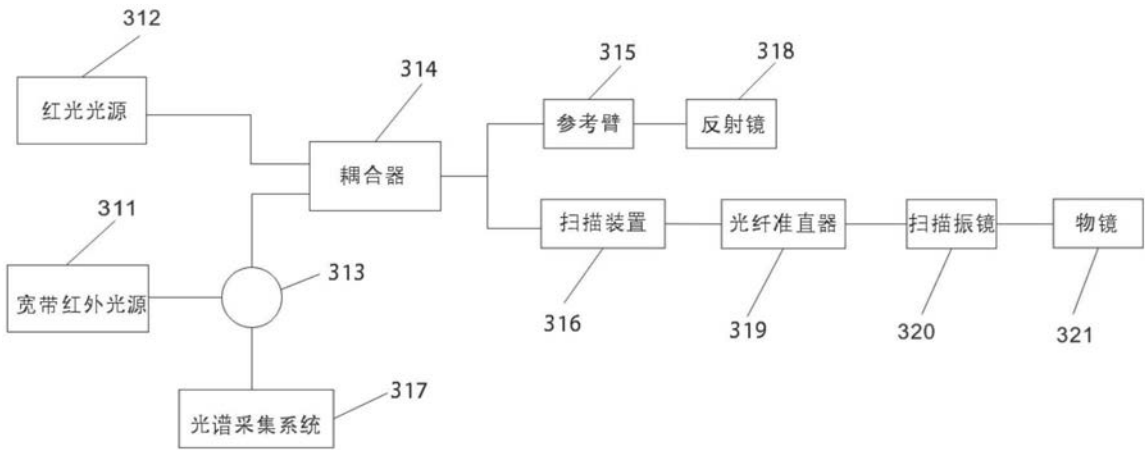 312
红光光源
314
耦合器
315
参考臂
318
反射镜
311
宽带红外光源
313
扫描装置
316
光纤准直器
319
扫描振镜
320
物镜
321
光谱采集系统
317